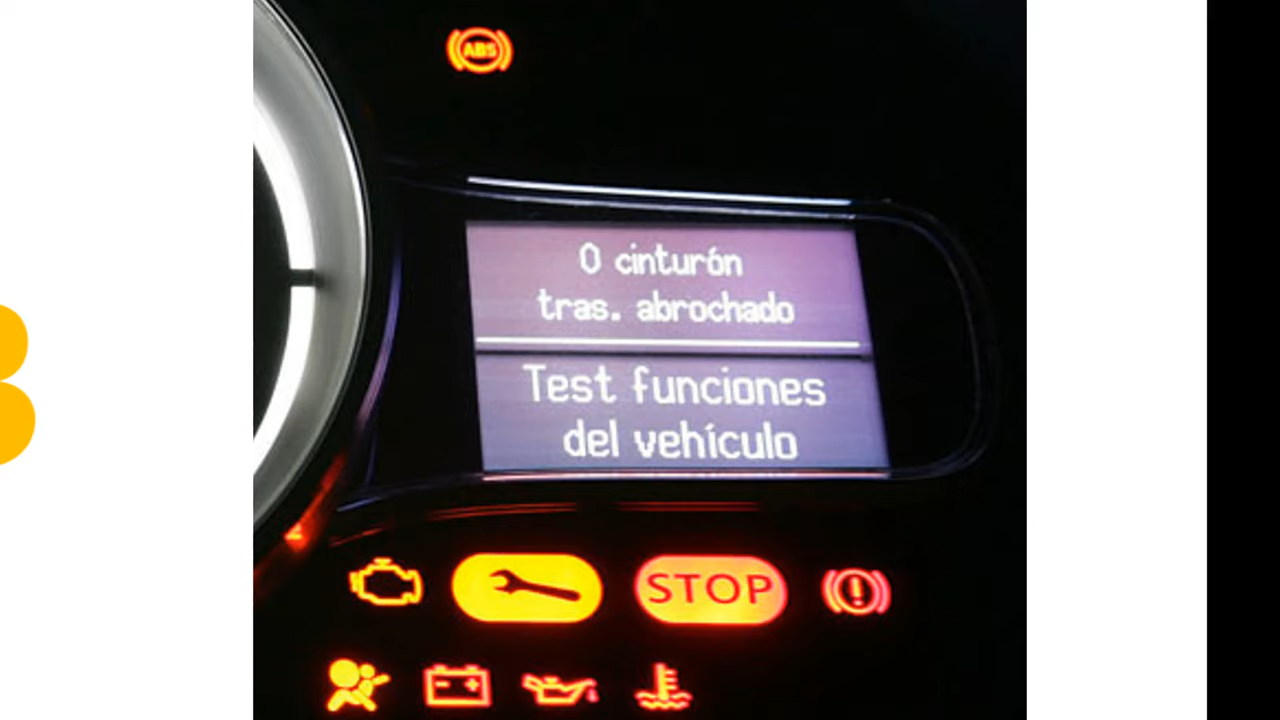 ABS
0 cinturón
tras. abrochado
Test funciones
del vehículo
STOP